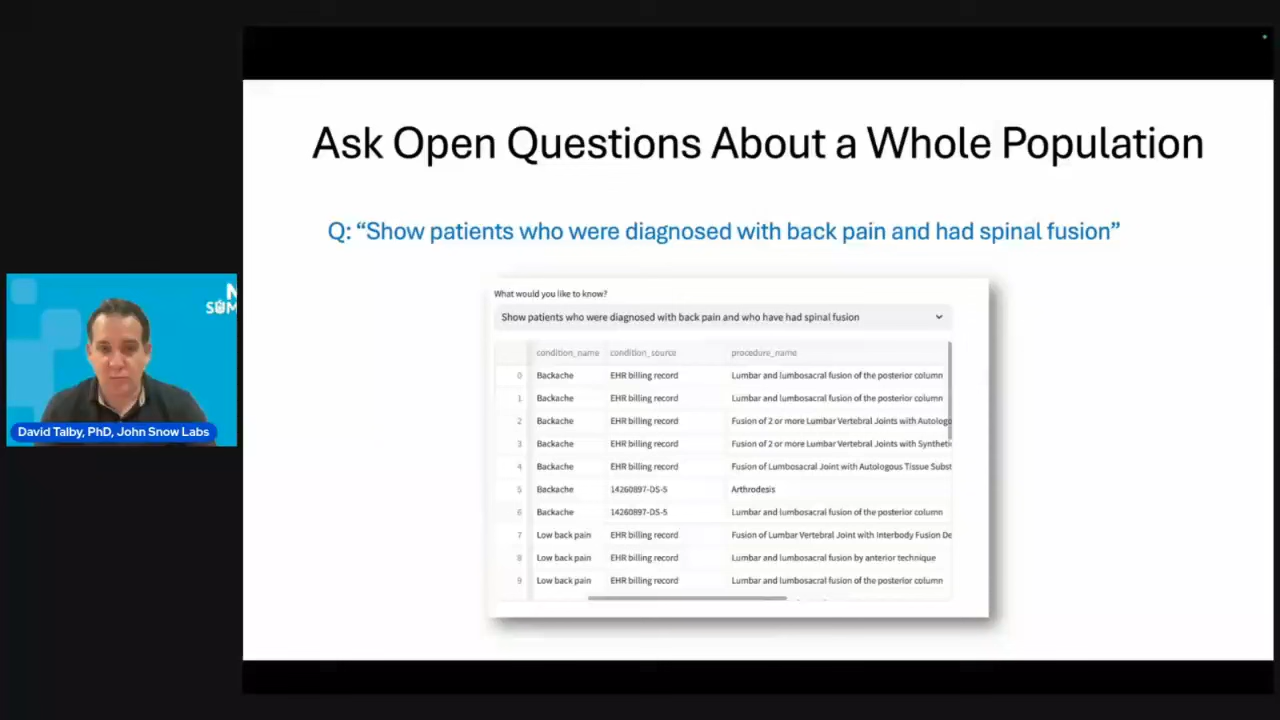 Ask Open Questions About a Whole Population
Q: “Show patients who were diagnosed with back pain and had spinal fusion”
What would you like to know?
Show patients who were diagnosed with back pain and who have had spinal fusion
condition_name condition_source procedure_name
0 Backache EHR billing record Lumbar and lumbosacral fusion of the posterior column
1 Backache EHR billing record Lumbar and lumbosacral fusion of the posterior column
2 Backache EHR billing record Fusion of 2 or more Lumbar Vertebral Joints with Autologo
3 Backache EHR billing record Fusion of 2 or more Lumbar Vertebral Joints with Syntheti
4 Backache EHR billing record Fusion of Lumbosacral Joint with Autologous Tissue Subst
5 Backache 14260897-DS-5 Arthrodesis
6 Backache 14260897-DS-5 Lumbar and lumbosacral fusion of the posterior column
7 Low back pain EHR billing record Fusion of Lumbar Vertebral Joint with Interbody Fusion De
8 Low back pain EHR billing record Lumbar and lumbosacral fusion by anterior technique
9 Low back pain EHR billing record Lumbar and lumbosacral fusion of the posterior column
N
SUM
David Talby, PhD, John Snow Labs